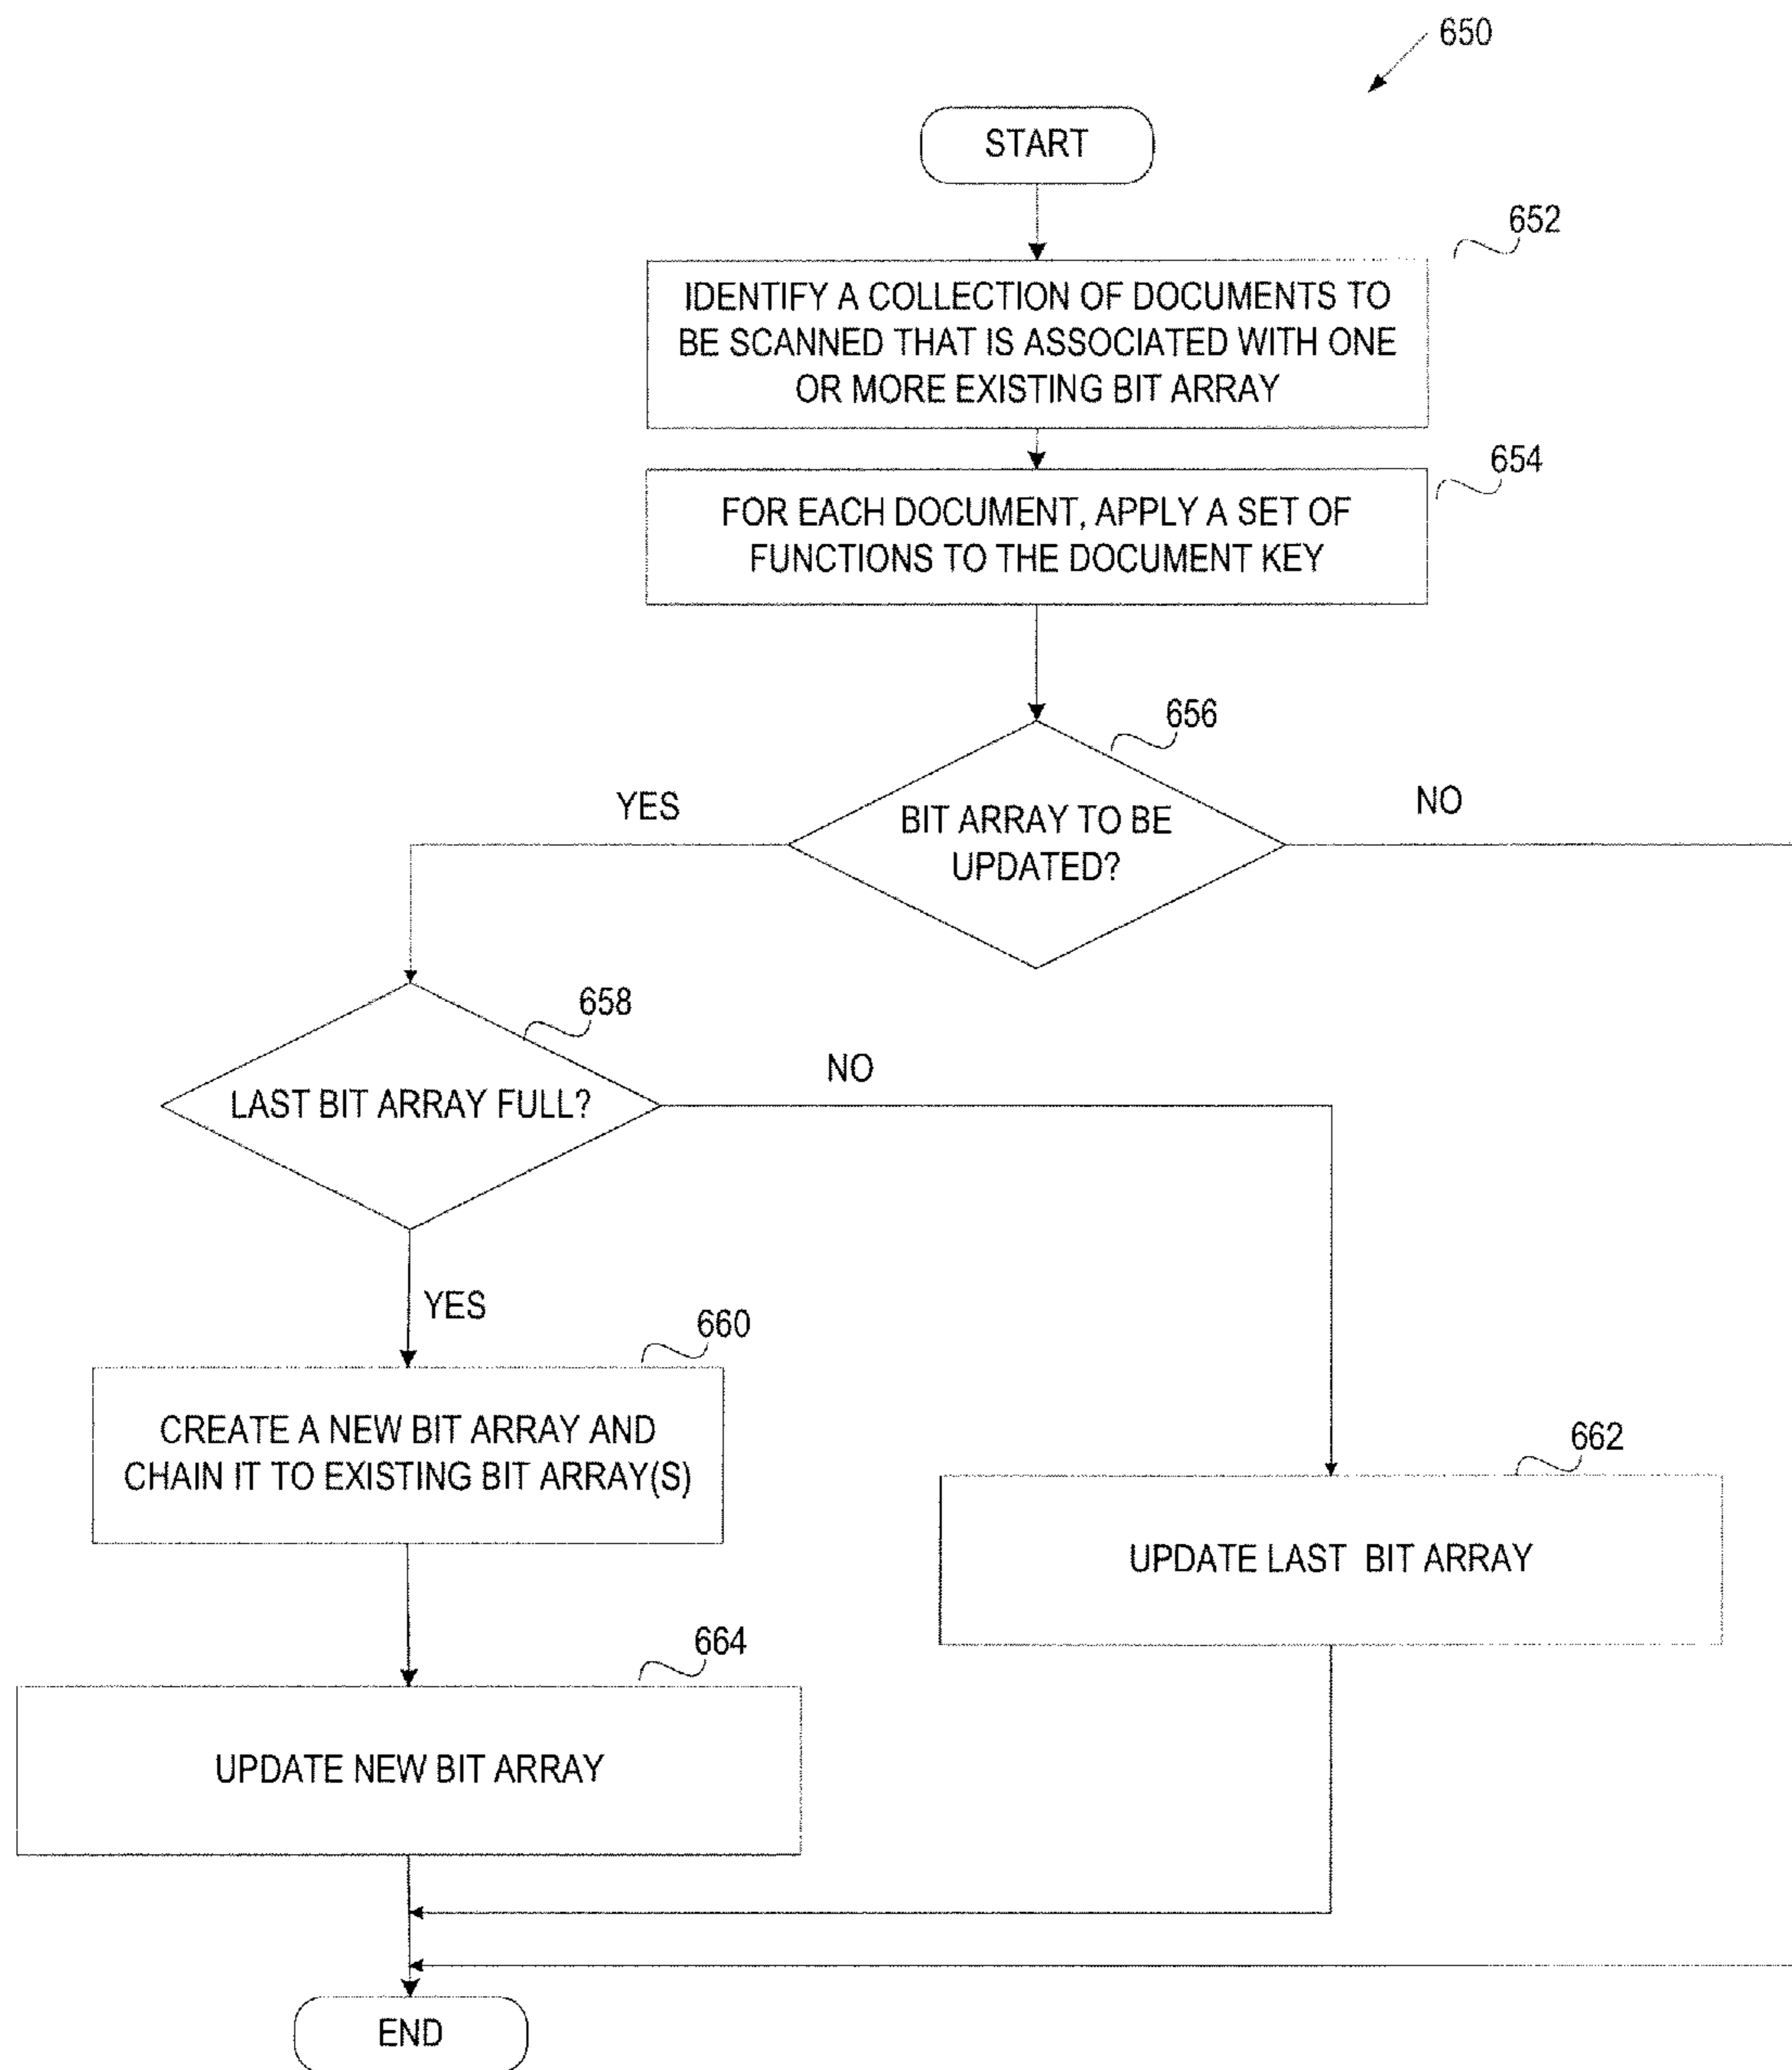 650
START
652
IDENTIFY A COLLECTION OF DOCUMENTS TO
BE SCANNED THAT IS ASSOCIATED WITH ONE
OR MORE EXISTING BIT ARRAY
654
FOR EACH DOCUMENT, APPLY A SET OF
FUNCTIONS TO THE DOCUMENT KEY
656
YES
NO
BIT ARRAY TO BE
UPDATED?
658
NO
LAST BIT ARRAY FULL?
YES
660
CREATE A NEW BIT ARRAY AND
CHAIN IT TO EXISTING BIT ARRAY(S)
662
UPDATE LAST BIT ARRAY
664
UPDATE NEW BIT ARRAY
END